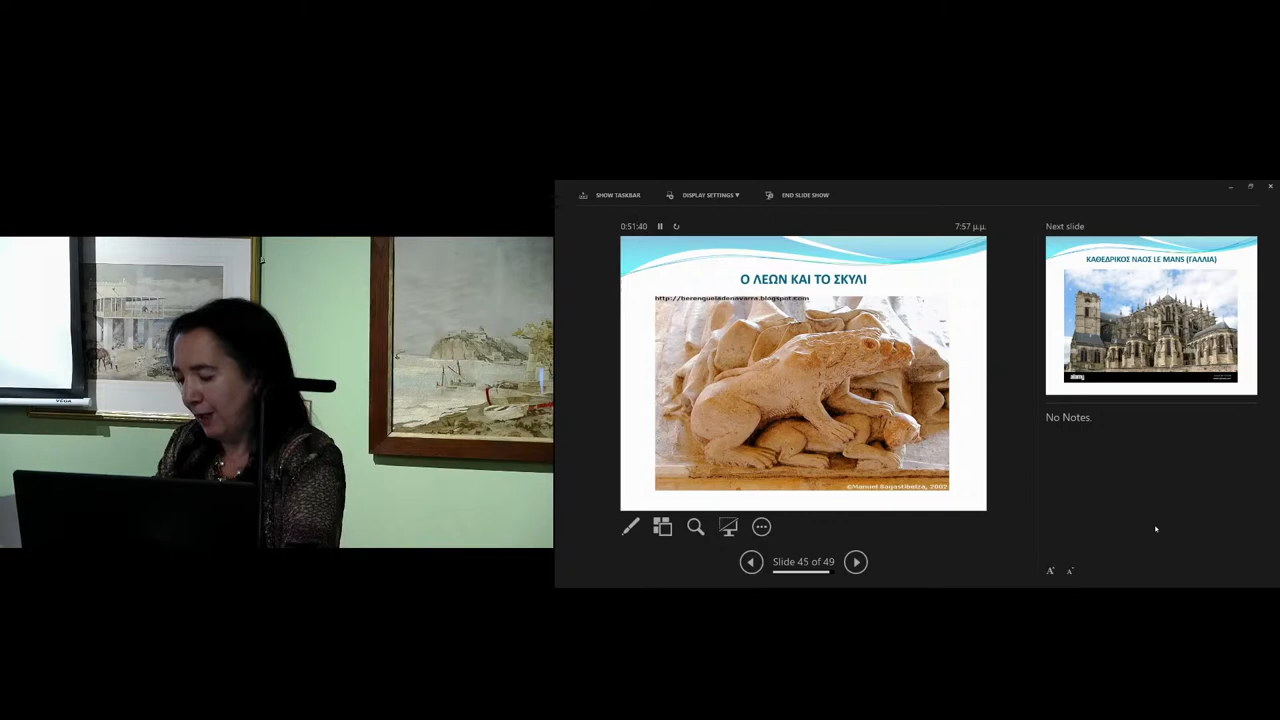 SHOW TASKBAR
DISPLAY SETTINGS ▼
END SLIDE SHOW
0:51:40
7:57 μ.μ.
Ο ΛΕΩΝ ΚΑΙ ΤΟ ΣΚΥΛΙ
http://berengueladenavarra.blogspot.com
©Manuel Sagastibelza, 2002
Slide 45 of 49
Next slide
ΚΑΘΕΔΡΙΚΟΣ ΝΑΟΣ LE MANS (ΓΑΛΛΙΑ)
alamy
No Notes.
VEGA